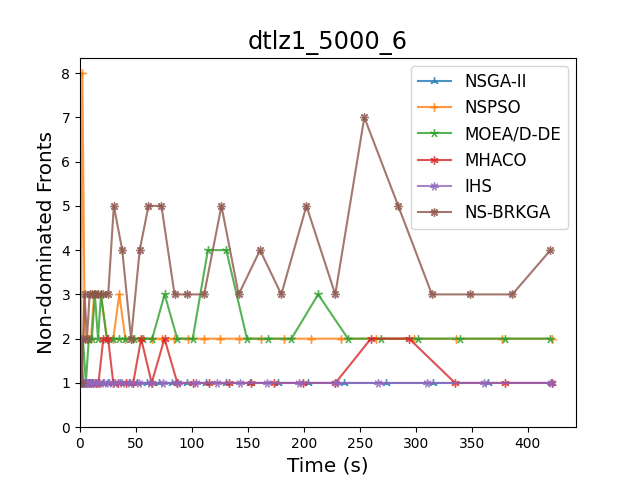 dtlz1_5000_6
Non-dominated Fronts
8
7
6
5
4
3
2
1
0
0 50 100 150 200 250 300 350 400
Time (s)
NSGA-II
NSPSO
MOEA/D-DE
MHACO
IHS
NS-BRKGA